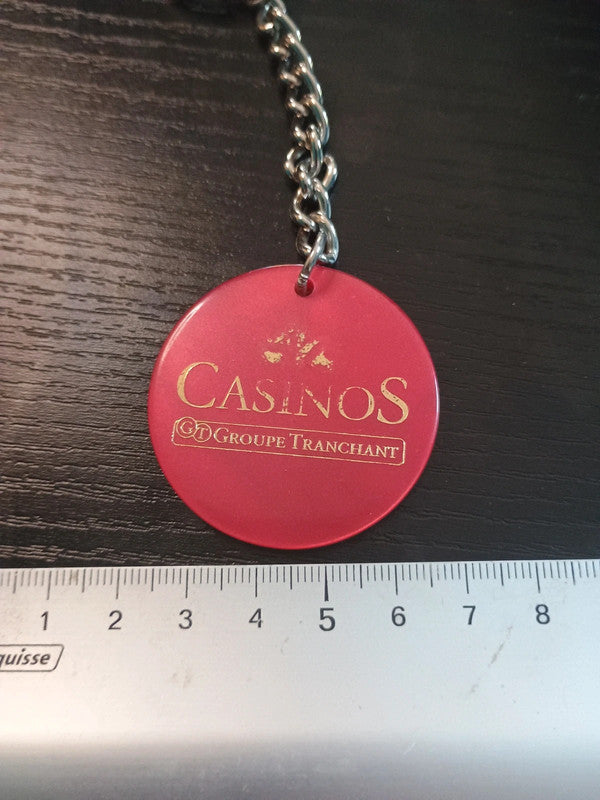 CASINOS
GT GROUPE TRANCHANT
1 2 3 4 5 6 7 8
uisse